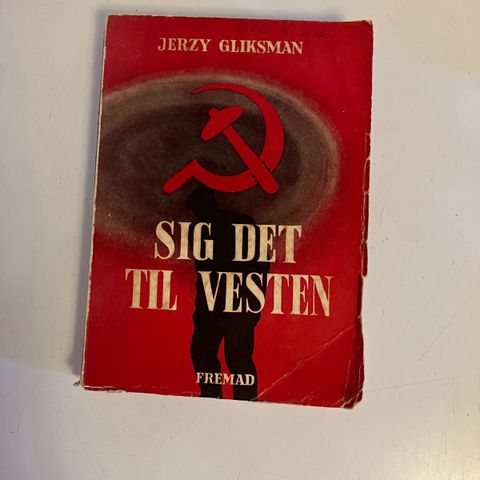 JERZY GLIKSMAN
SIG DET
TIL VESTEN
FREMAD